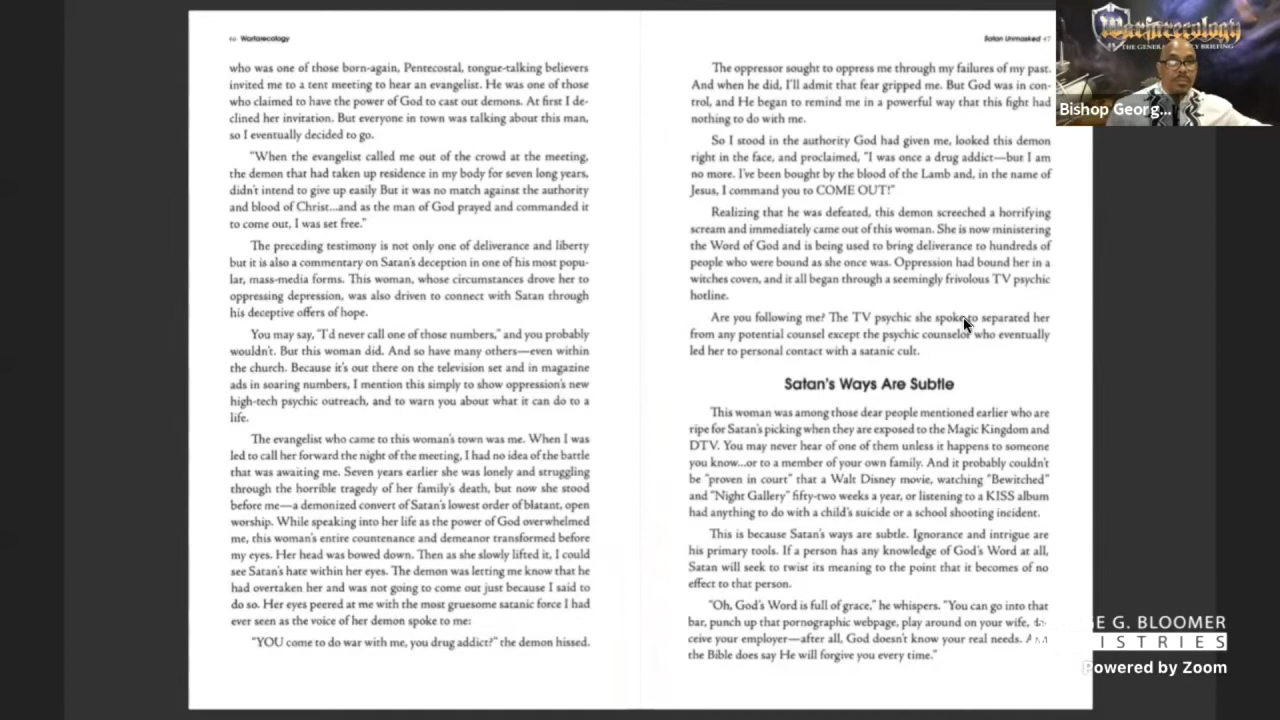 66 Warfarecology
who was one of those born-again, Pentecostal, tongue-talking believers
invited me to a tent meeting to hear an evangelist. He was one of those
who claimed to have the power of God to cast out demons. At first I de-
clined her invitation. But everyone in town was talking about this man,
so I eventually decided to go.
"When the evangelist called me out of the crowd at the meeting,
the demon that had taken up residence in my body for seven long years,
didn't intend to give up easily But it was no match against the authority
and blood of Christ...and as the man of God prayed and commanded it
to come out, I was set free."
The preceding testimony is not only one of deliverance and liberty
but it is also a commentary on Satan's deception in one of his most popu-
lar, mass-media forms. This woman, whose circumstances drove her to
oppressing depression, was also driven to connect with Satan through
his deceptive offers of hope.
You may say, "I'd never call one of those numbers," and you probably
wouldn't. But this woman did. And so have many others—even within
the church. Because it's out there on the television set and in magazine
ads in soaring numbers, I mention this simply to show oppression's new
high-tech psychic outreach, and to warn you about what it can do to a
life.
The evangelist who came to this woman's town was me. When I was
led to call her forward the night of the meeting, I had no idea of the battle
that was awaiting me. Seven years earlier she was lonely and struggling
through the horrible tragedy of her family's death, but now she stood
before me—a demonized convert of Satan's lowest order of blatant, open
worship. While speaking into her life as the power of God overwhelmed
me, this woman's entire countenance and demeanor transformed before
my eyes. Her head was bowed down. Then as she slowly lifted it, I could
see Satan's hate within her eyes. The demon was letting me know that he
had overtaken her and was not going to come out just because I said to
do so. Her eyes peered at me with the most gruesome satanic force I had
ever seen as the voice of her demon spoke to me:
"YOU come to do war with me, you drug addict?" the demon hissed.
Satan Unmasked 67
The oppressor sought to oppress me through my failures of my past.
And when he did, I'll admit that fear gripped me. But God was in con-
trol, and He began to remind me in a powerful way that this fight had
nothing to do with me.
So I stood in the authority God had given me, looked this demon
right in the face, and proclaimed, "I was once a drug addict—but I am
no more. I've been bought by the blood of the Lamb and, in the name of
Jesus, I command you to COME OUT!"
Realizing that he was defeated, this demon screeched a horrifying
scream and immediately came out of this woman. She is now ministering
the Word of God and is being used to bring deliverance to hundreds of
people who were bound as she once was. Oppression had bound her in a
witches coven, and it all began through a seemingly frivolous TV psychic
hotline.
Are you following me? The TV psychic she spoke to separated her
from any potential counsel except the psychic counselor who eventually
led her to personal contact with a satanic cult.
Satan's Ways Are Subtle
This woman was among those dear people mentioned earlier who are
ripe for Satan's picking when they are exposed to the Magic Kingdom and
DTV. You may never hear of one of them unless it happens to someone
you know...or to a member of your own family. And it probably couldn't
be "proven in court" that a Walt Disney movie, watching "Bewitched"
and "Night Gallery" fifty-two weeks a year, or listening to a KISS album
had anything to do with a child's suicide or a school shooting incident.
This is because Satan's ways are subtle. Ignorance and intrigue are
his primary tools. If a person has any knowledge of God's Word at all,
Satan will seek to twist its meaning to the point that it becomes of no
effect to that person.
"Oh, God's Word is full of grace," he whispers. "You can go into that
bar, punch up that pornographic webpage, play around on your wife, de-
ceive your employer—after all, God doesn't know your real needs. And
the Bible does say He will forgive you every time."
Warfarecology
THE GENERAL
BRIEFING
Bishop Georg...
GE G. BLOOMER
ISTRIES
Powered by Zoom